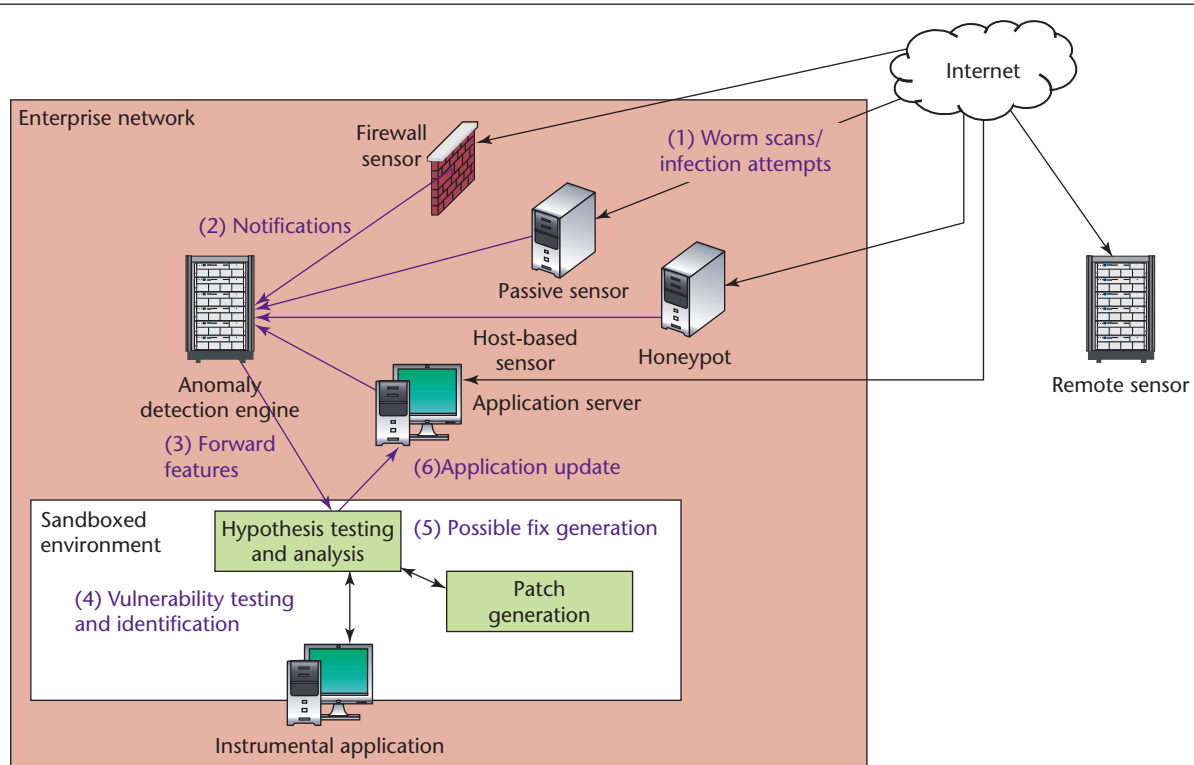 Internet
Enterprise network
Firewall
sensor
(1) Worm scans/
infection attempts
(2) Notifications
Passive sensor
Honeypot
Host-based
sensor
Remote sensor
Anomaly
detection engine
Application server
(3) Forward
features
(6)Application update
Sandboxed
environment
Hypothesis testing
and analysis
(5) Possible fix generation
(4) Vulnerability testing
and identification
Patch
generation
Instrumental application